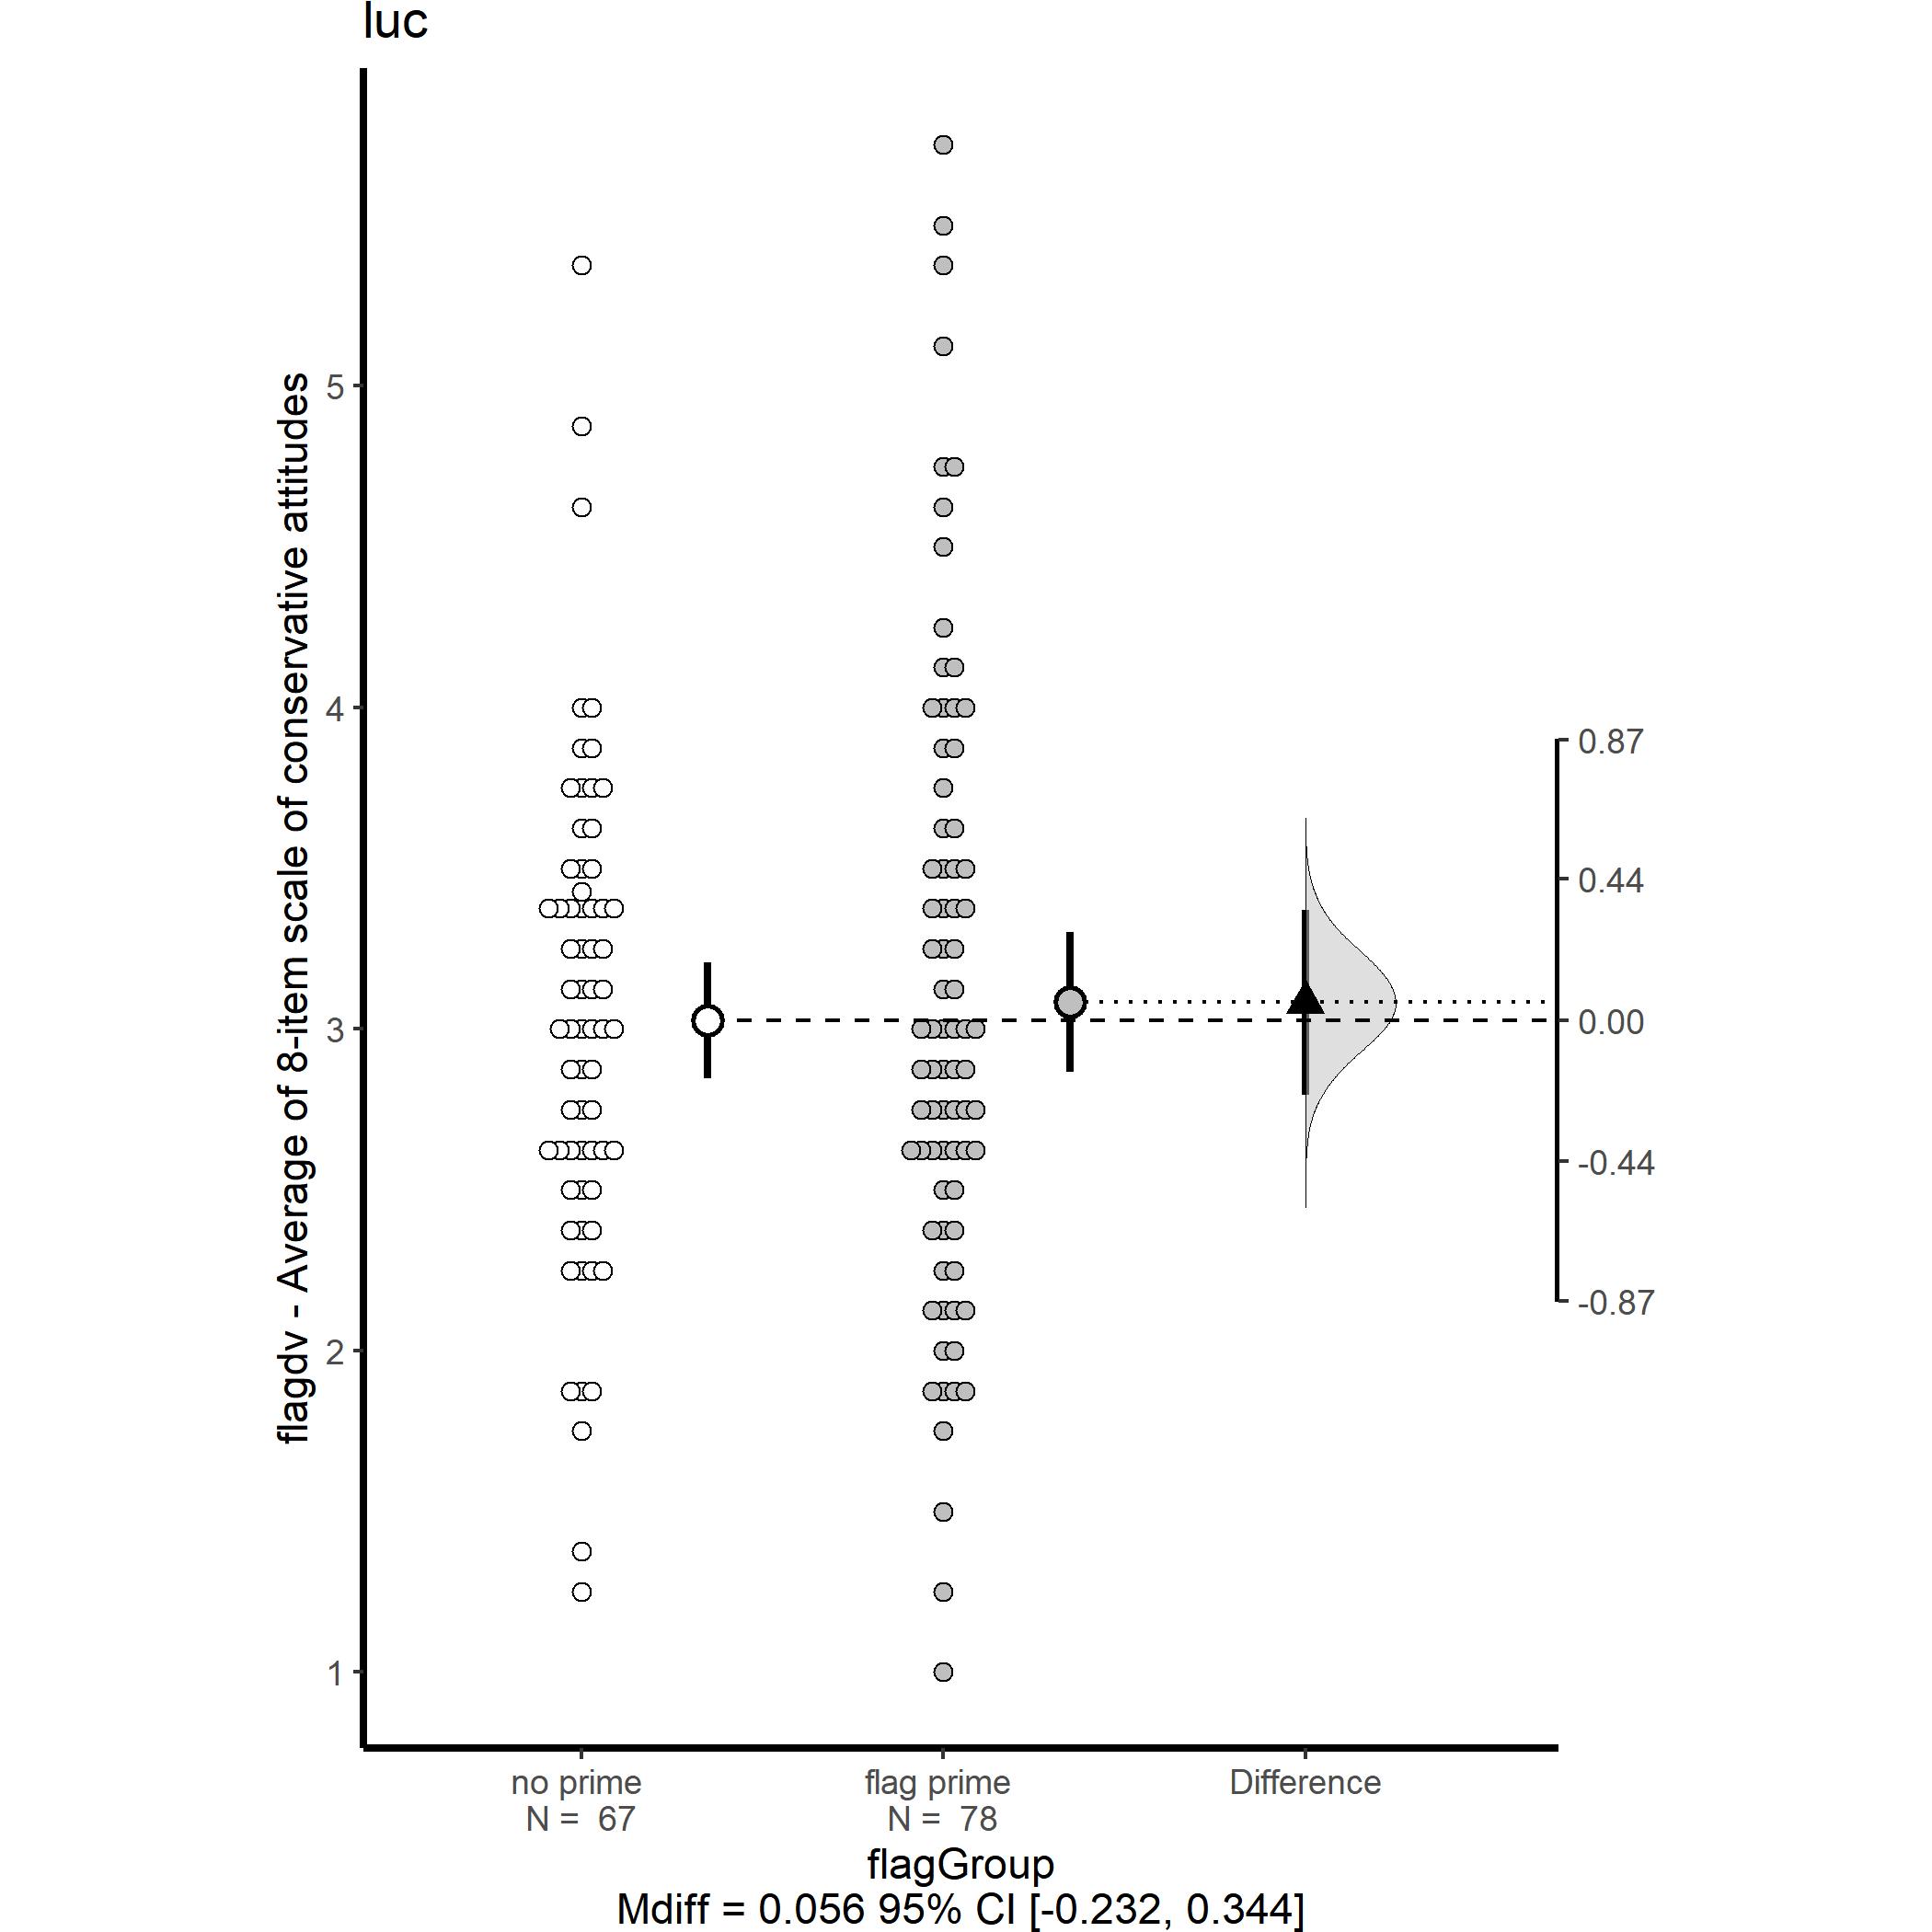 luc
flagdv - Average of 8-item scale of conservative attitudes
5
4
3
2
1
0.87
0.44
0.00
-0.44
-0.87
no prime
N =  67
flag prime
N =  78
Difference
flagGroup
Mdiff = 0.056 95% CI [-0.232, 0.344]